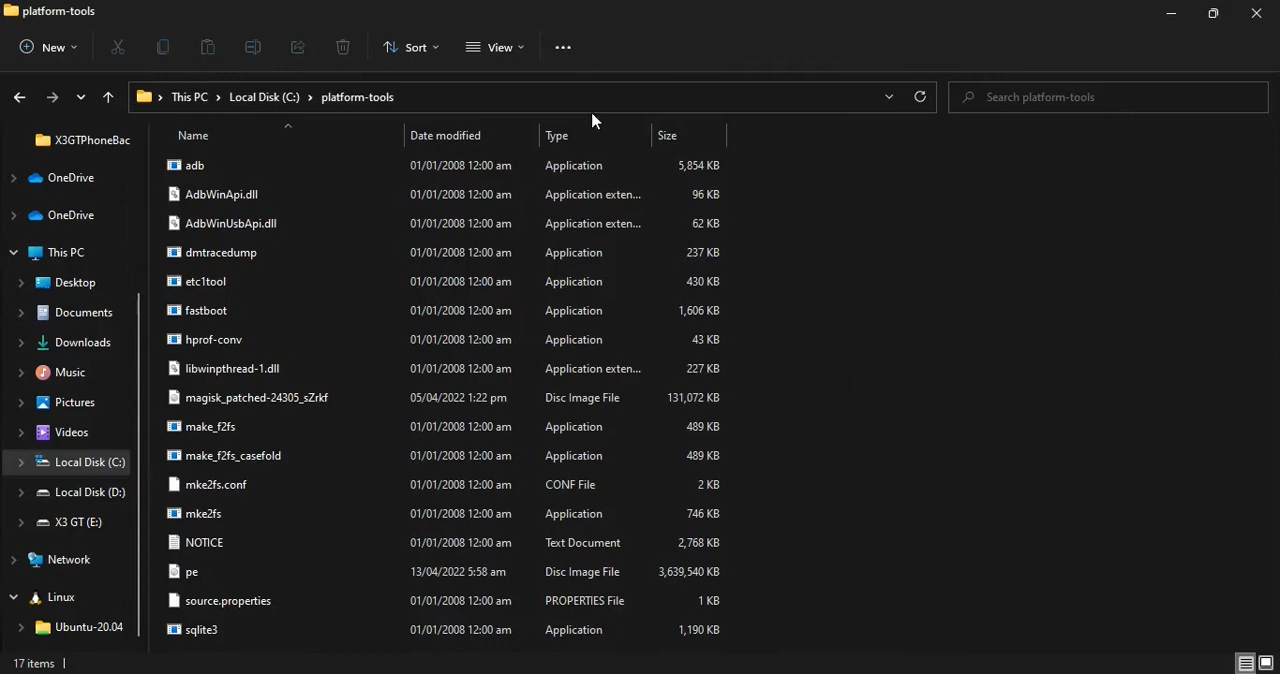 platform-tools
New Sort View
This PC Local Disk (C:) platform-tools Search platform-tools
X3GTPhoneBac
OneDrive
OneDrive
This PC
Desktop
Documents
Downloads
Music
Pictures
Videos
Local Disk (C:)
Local Disk (D:)
X3 GT (E:)
Network
Linux
Ubuntu-20.04
Name Date modified Type Size
adb 01/01/2008 12:00 am Application 5,854 KB
AdbWinApi.dll 01/01/2008 12:00 am Application exten... 96 KB
AdbWinUsbApi.dll 01/01/2008 12:00 am Application exten... 62 KB
dmtracedump 01/01/2008 12:00 am Application 237 KB
etc1tool 01/01/2008 12:00 am Application 430 KB
fastboot 01/01/2008 12:00 am Application 1,606 KB
hprof-conv 01/01/2008 12:00 am Application 43 KB
libwinpthread-1.dll 01/01/2008 12:00 am Application exten... 227 KB
magisk_patched-24305_sZrkf 05/04/2022 1:22 pm Disc Image File 131,072 KB
make_f2fs 01/01/2008 12:00 am Application 489 KB
make_f2fs_casefold 01/01/2008 12:00 am Application 489 KB
mke2fs.conf 01/01/2008 12:00 am CONF File 2 KB
mke2fs 01/01/2008 12:00 am Application 746 KB
NOTICE 01/01/2008 12:00 am Text Document 2,768 KB
pe 13/04/2022 5:58 am Disc Image File 3,639,540 KB
source.properties 01/01/2008 12:00 am PROPERTIES File 1 KB
sqlite3 01/01/2008 12:00 am Application 1,190 KB
17 items